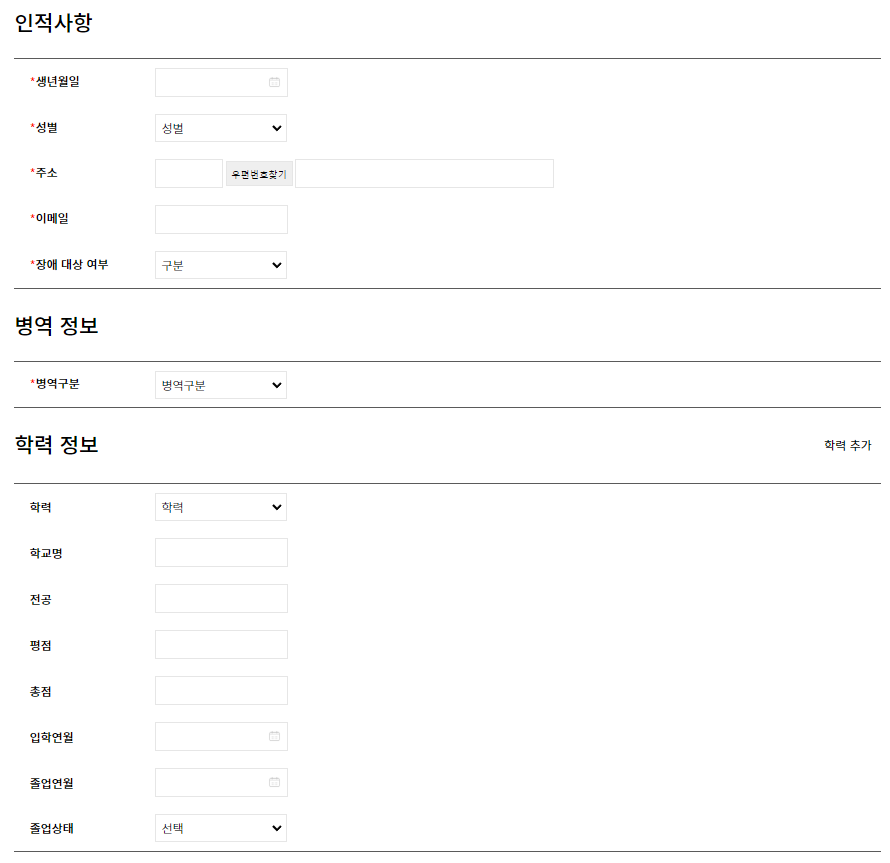 인적사항
*생년월일
*성별 성별
*주소 우편번호찾기
*이메일
*장애 대상 여부 구분
병역 정보
*병역구분 병역구분
학력 정보 학력 추가
학력 학력
학교명
전공
평점
총점
입학연월
졸업연월
졸업상태 선택